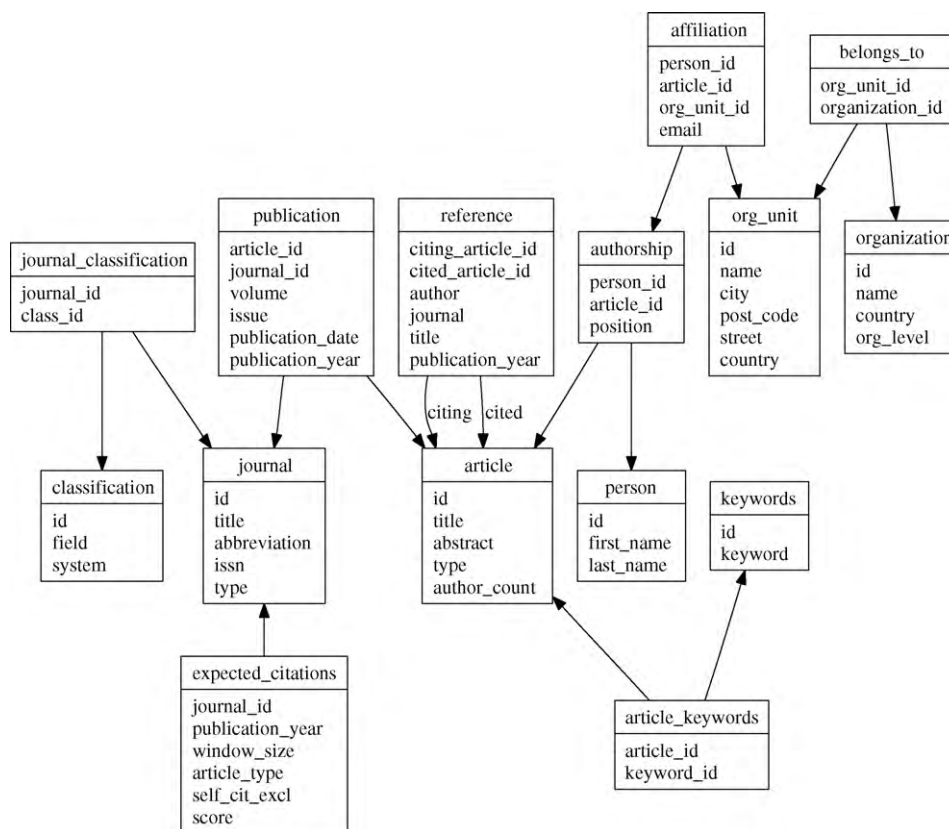 affiliation
person_id
article_id
org_unit_id
email
belongs_to
org_unit_id
organization_id
publication
article_id
journal_id
volume
issue
publication_date
publication_year
reference
citing_article_id
cited_article_id
author
journal
title
publication_year
org_unit
id
name
city
post_code
street
country
organization
id
name
country
org_level
authorship
person_id
article_id
position
journal_classification
journal_id
class_id
citing
cited
classification
id
field
system
journal
id
title
abbreviation
issn
type
article
id
title
abstract
type
author_count
person
id
first_name
last_name
keywords
id
keyword
expected_citations
journal_id
publication_year
window_size
article_type
self_cit_excl
score
article_keywords
article_id
keyword_id